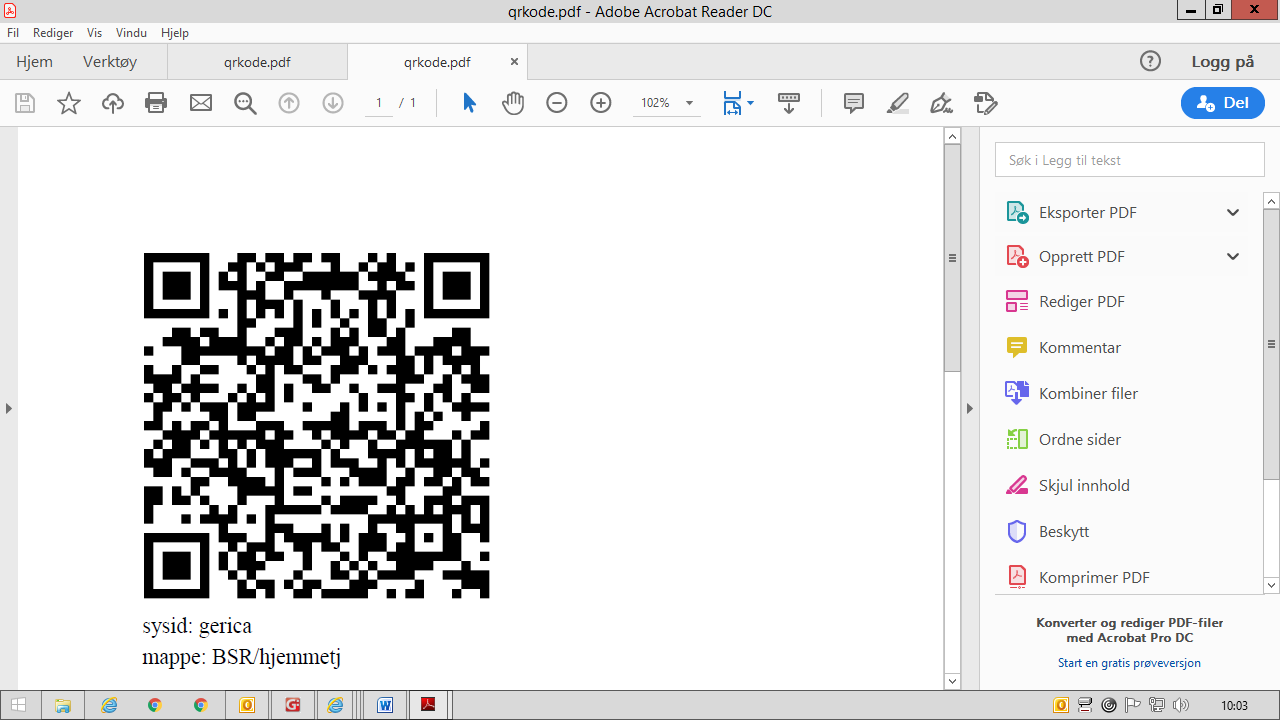 qrkode.pdf - Adobe Acrobat Reader DC
Fil Rediger Vis Vindu Hjelp
Hjem Verktøy qrkode.pdf qrkode.pdf Logg på
1 / 1 102% Del
Søk i Legg til tekst
Eksporter PDF
Opprett PDF
Rediger PDF
Kommentar
Kombiner filer
Ordne sider
Skjul innhold
Beskytt
Komprimer PDF
Konverter og rediger PDF-filer
med Acrobat Pro DC
Start en gratis prøveversjon
sysid: gerica
mappe: BSR/hjemmetj
10:03